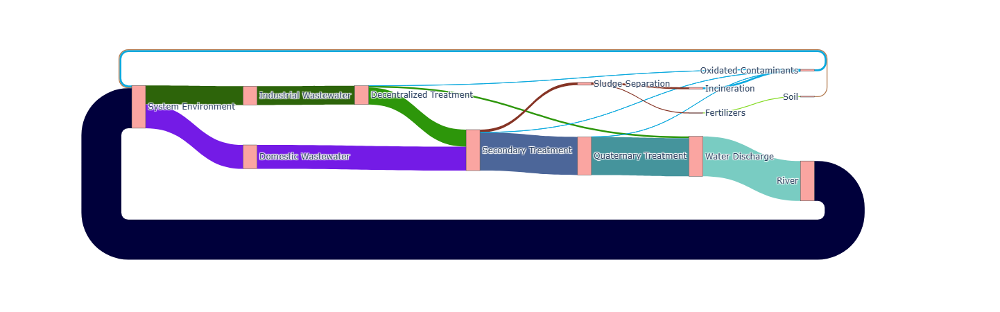 Oxidated Contaminants
Sludge Separation
Incineration
Industrial Wastewater
Decentralized Treatment
Soil
System Environment
Fertilizers
Secondary Treatment
Domestic Wastewater
Quaternary Treatment
Water Discharge
River